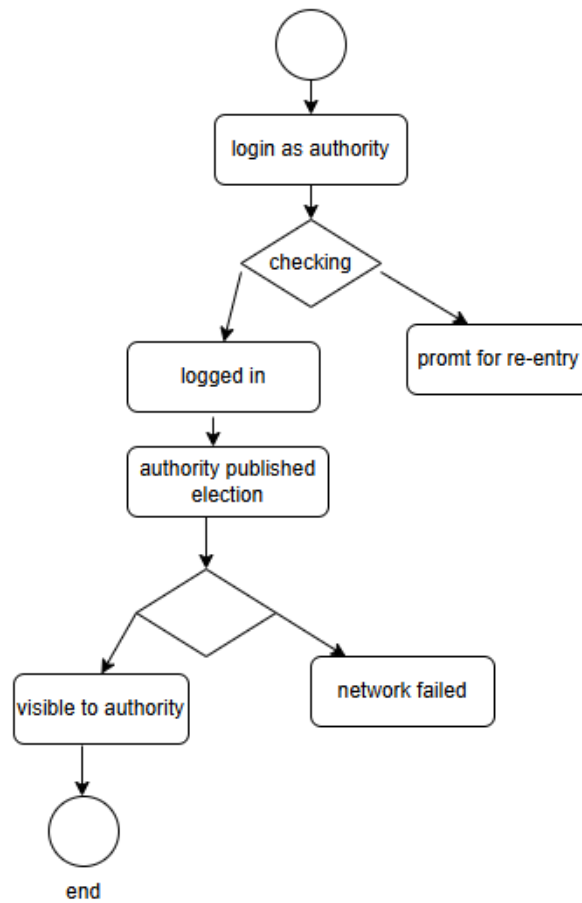 login as authority
checking
logged in
promt for re-entry
authority published
election
visible to authority
network failed
end